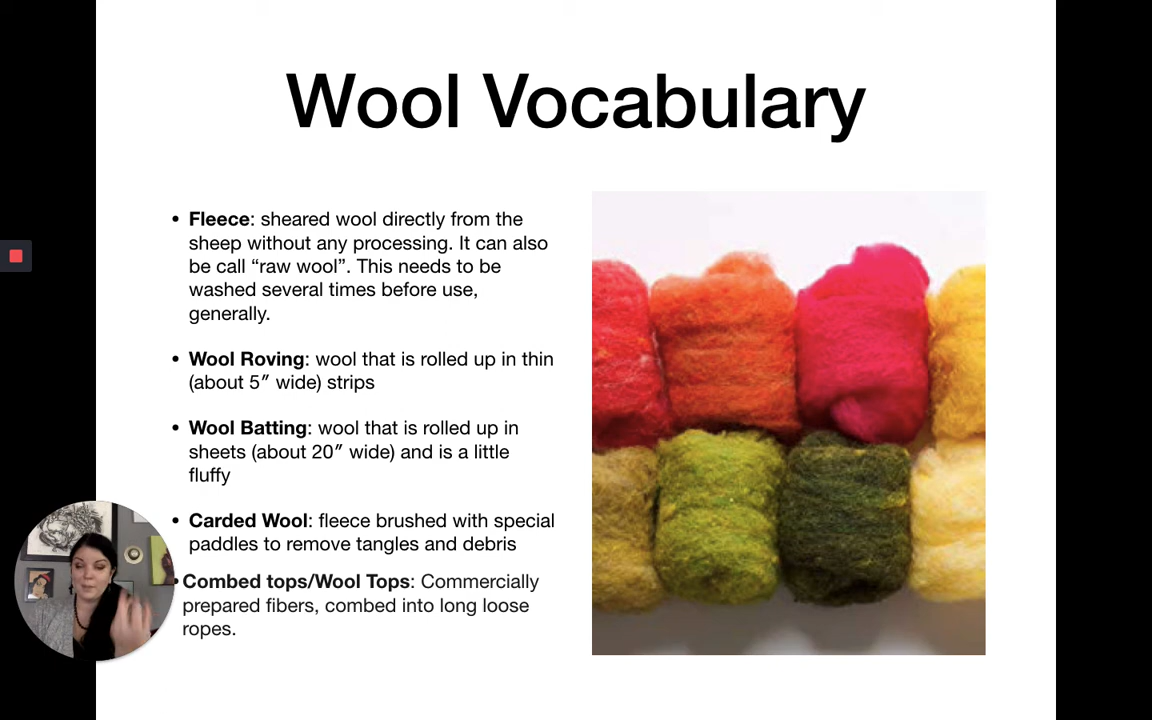 Wool Vocabulary
• Fleece: sheared wool directly from the
sheep without any processing. It can also
be call “raw wool”. This needs to be
washed several times before use,
generally.
• Wool Roving: wool that is rolled up in thin
(about 5″ wide) strips
• Wool Batting: wool that is rolled up in
sheets (about 20″ wide) and is a little
fluffy
• Carded Wool: fleece brushed with special
paddles to remove tangles and debris
• Combed tops/Wool Tops: Commercially
prepared fibers, combed into long loose
ropes.